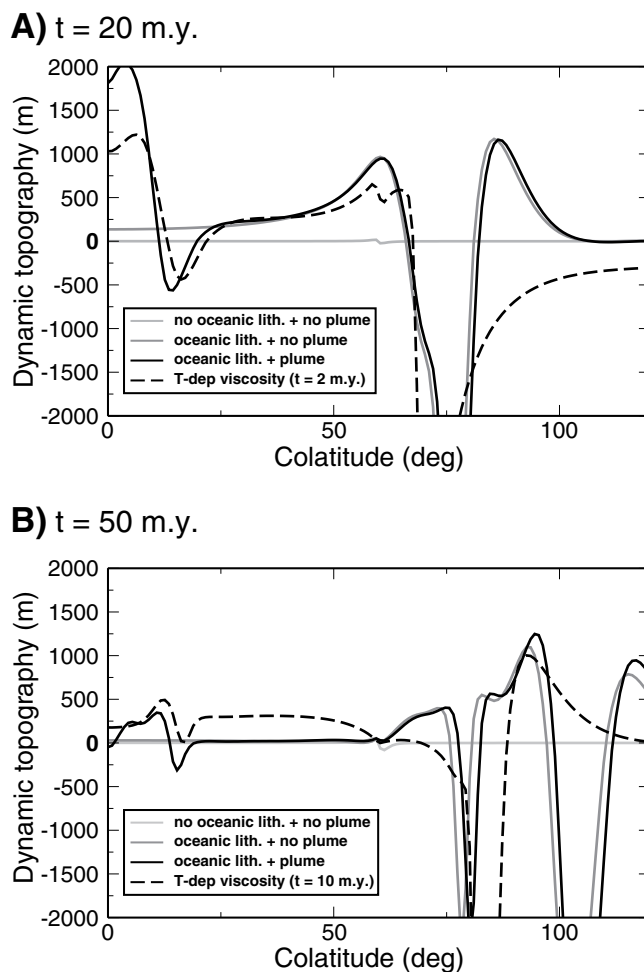 A) t = 20 m.y.
2000
1500
1000
500
0
-500
-1000
-1500
-2000
Dynamic topography (m)
no oceanic lith. + no plume
oceanic lith. + no plume
oceanic lith. + plume
T-dep viscosity (t = 2 m.y.)
0
50
100
Colatitude (deg)
B) t = 50 m.y.
2000
1500
1000
500
0
-500
-1000
-1500
-2000
Dynamic topography (m)
no oceanic lith. + no plume
oceanic lith. + no plume
oceanic lith. + plume
T-dep viscosity (t = 10 m.y.)
0
50
100
Colatitude (deg)